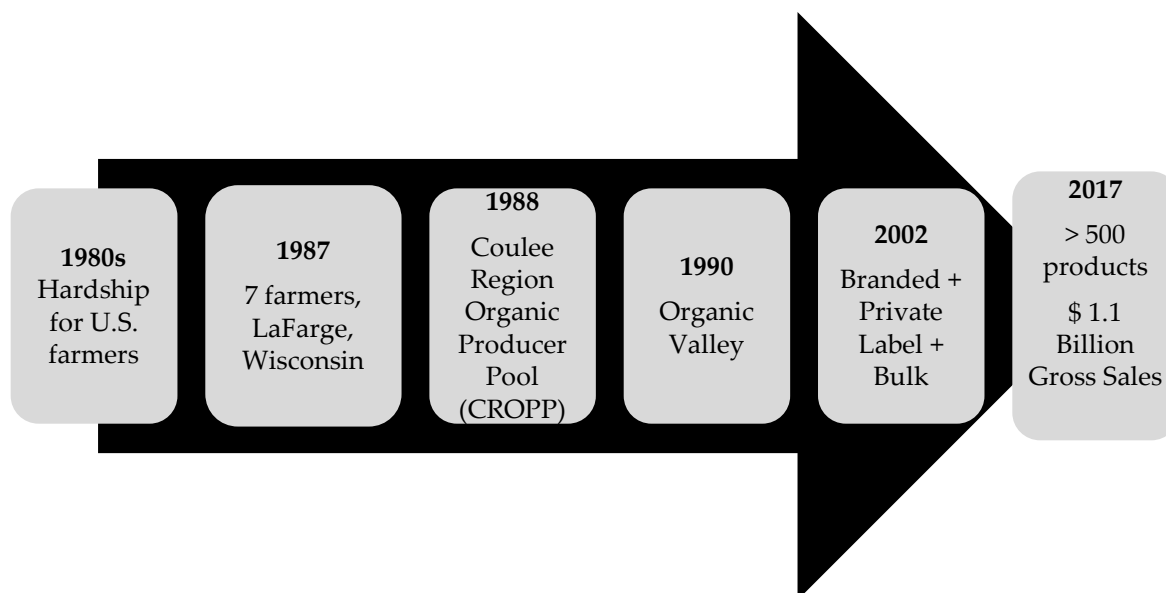 1980s
Hardship
for U.S.
farmers
1987
7 farmers,
LaFarge,
Wisconsin
1988
Coulee
Region
Organic
Producer
Pool
(CROPP)
1990
Organic
Valley
2002
Branded +
Private
Label +
Bulk
2017
> 500
products
$ 1.1
Billion
Gross Sales